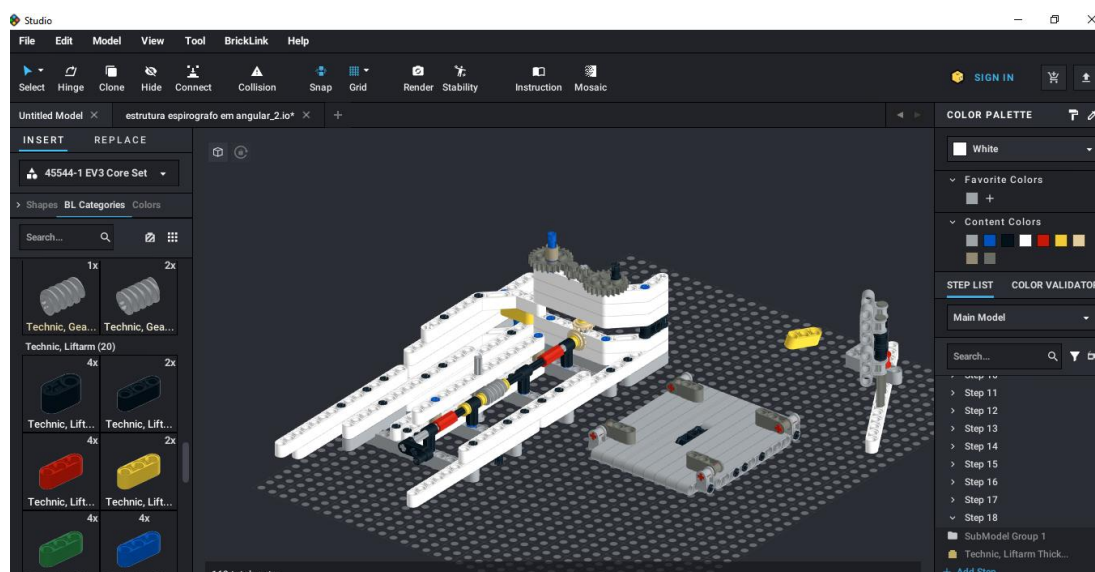 Studio
File Edit Model View Tool BrickLink Help
Select Hinge Clone Hide Connect Collision Snap Grid Render Stability Instruction Mosaic
SIGN IN
Untitled Model estrutura espirografo em angular_2.io*
INSERT REPLACE
45544-1 EV3 Core Set
Shapes BL Categories Colors
Search...
1x 2x
Technic, Gea... Technic, Gea...
Technic, Liftarm (20)
4x 2x
Technic, Lift... Technic, Lift...
4x 2x
Technic, Lift... Technic, Lift...
4x 4x
COLOR PALETTE
White
Favorite Colors
Content Colors
STEP LIST COLOR VALIDATOR
Main Model
Search...
Step 10
Step 11
Step 12
Step 13
Step 14
Step 15
Step 16
Step 17
Step 18
SubModel Group 1
Technic, Liftarm Thick...
+ Add Step